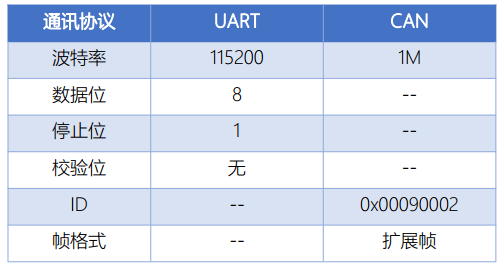 通讯协议 UART CAN
波特率 115200 1M
数据位 8 --
停止位 1 --
校验位 无 --
ID -- 0x00090002
帧格式 -- 扩展帧